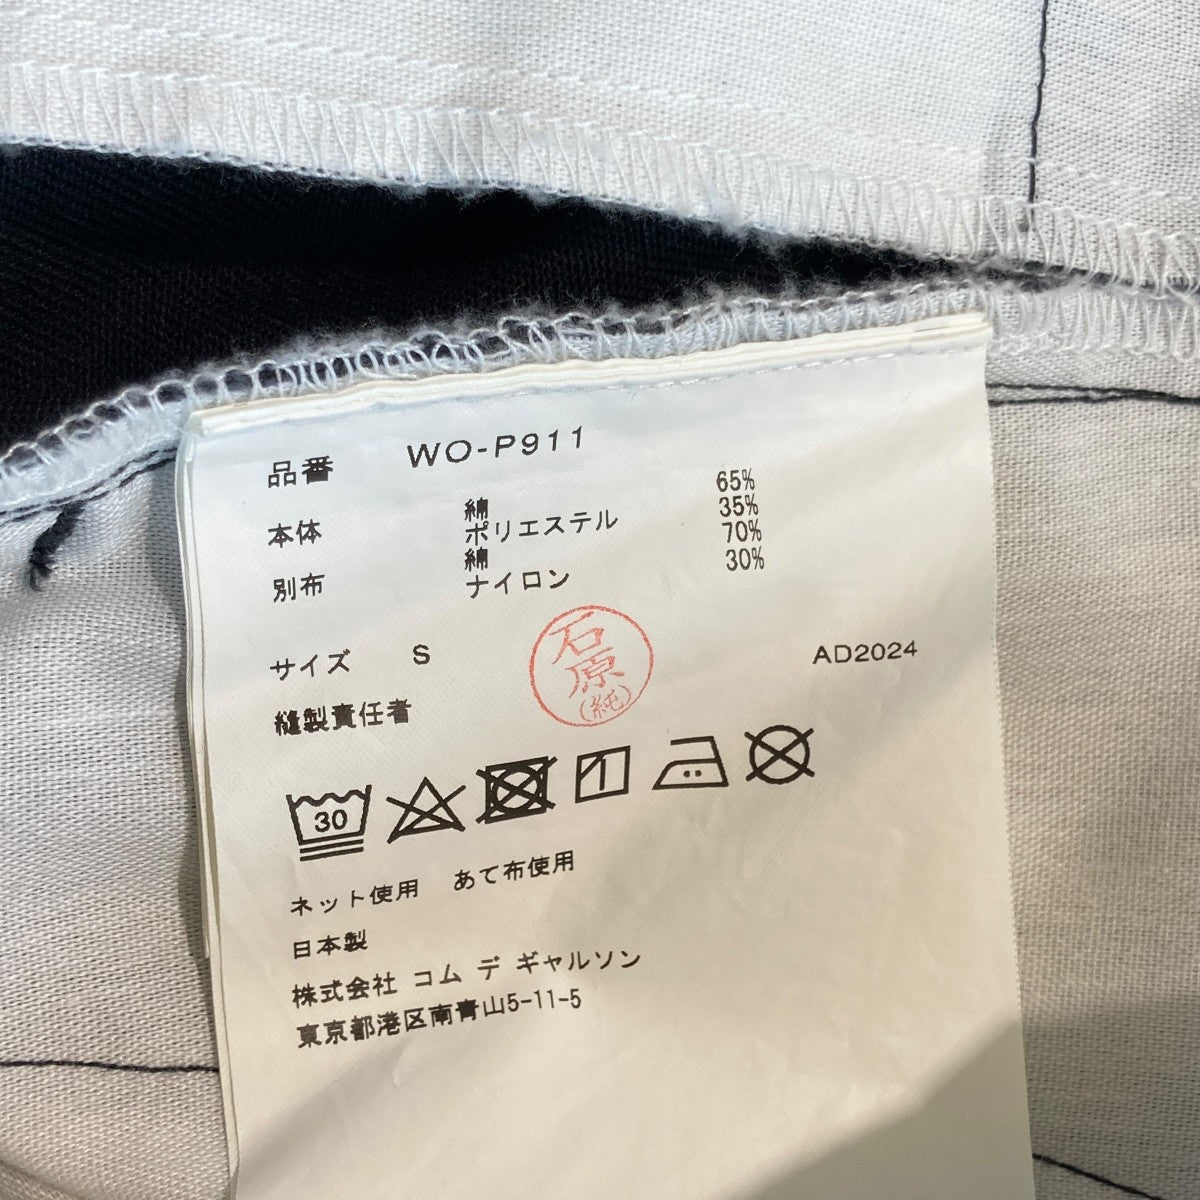 品番 WO-P911
本体 綿 65%
ポリエステル 35%
別布 綿 70%
ナイロン 30%
サイズ S AD2024
縫製責任者 石原(純)
30
ネット使用 あて布使用
日本製
株式会社 コム デ ギャルソン
東京都港区南青山5-11-5